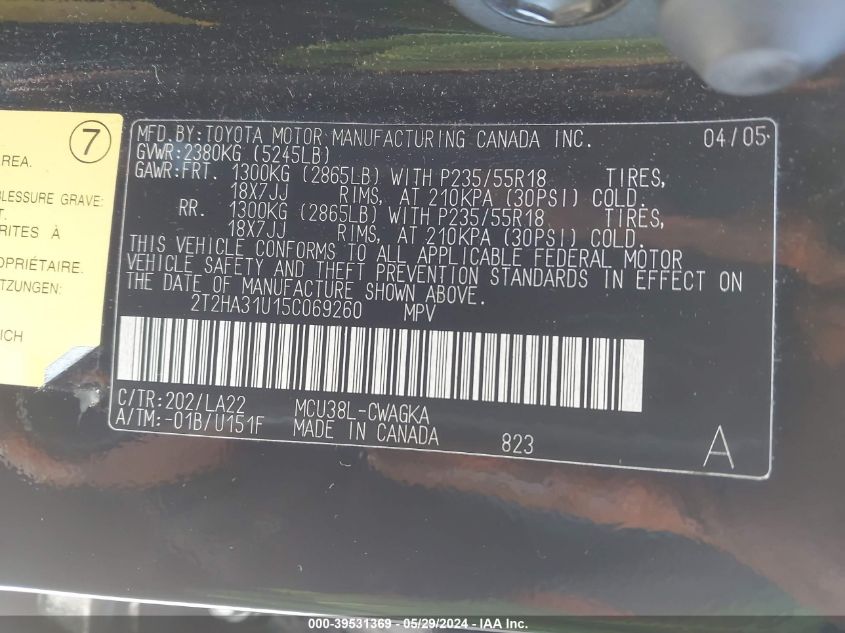 7
AREA.
BLESSURE GRAVE:
T.
RITES À
OPRIÉTAIRE.
TZUNGEN:
ICH
MFD.BY:TOYOTA MOTOR MANUFACTURING CANADA INC. 04/05
GVWR:2380KG (5245LB)
GAWR:FRT. 1300KG (2865LB) WITH P235/55R18 TIRES,
18X7JJ RIMS, AT 210KPA (30PSI) COLD.
RR. 1300KG (2865LB) WITH P235/55R18 TIRES,
18X7JJ RIMS, AT 210KPA (30PSI) COLD.
THIS VEHICLE CONFORMS TO ALL APPLICABLE FEDERAL MOTOR
VEHICLE SAFETY AND THEFT PREVENTION STANDARDS IN EFFECT ON
THE DATE OF MANUFACTURE SHOWN ABOVE.
2T2HA31U15C069260 MPV
C/TR:202/LA22 MCU38L-CWAGKA
A/TM:-01B/U151F MADE IN CANADA 823 A
000-39531369 - 05/29/2024 - IAA Inc.